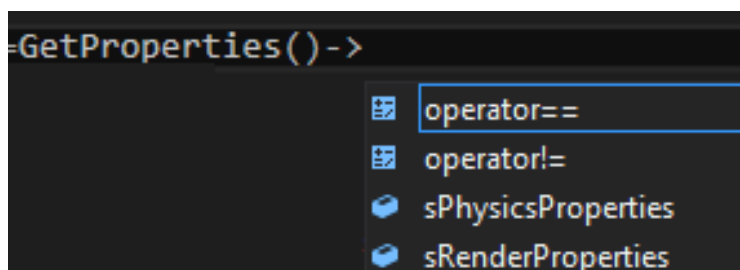 =GetProperties()->
operator==
operator!=
sPhysicsProperties
sRenderProperties